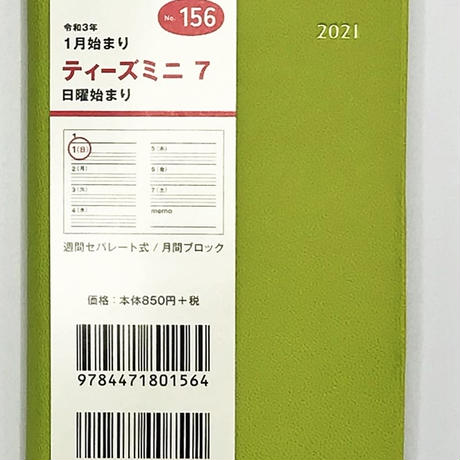 No. 156
令和3年
1月始まり
ティーズミニ 7
日曜始まり
2021
1
1(日) 5(木)
2(月) 6(金)
3(火) 7(土)
4(水) memo
週間セパレート式 / 月間ブロック
価格：本体850円＋税
9784471801564